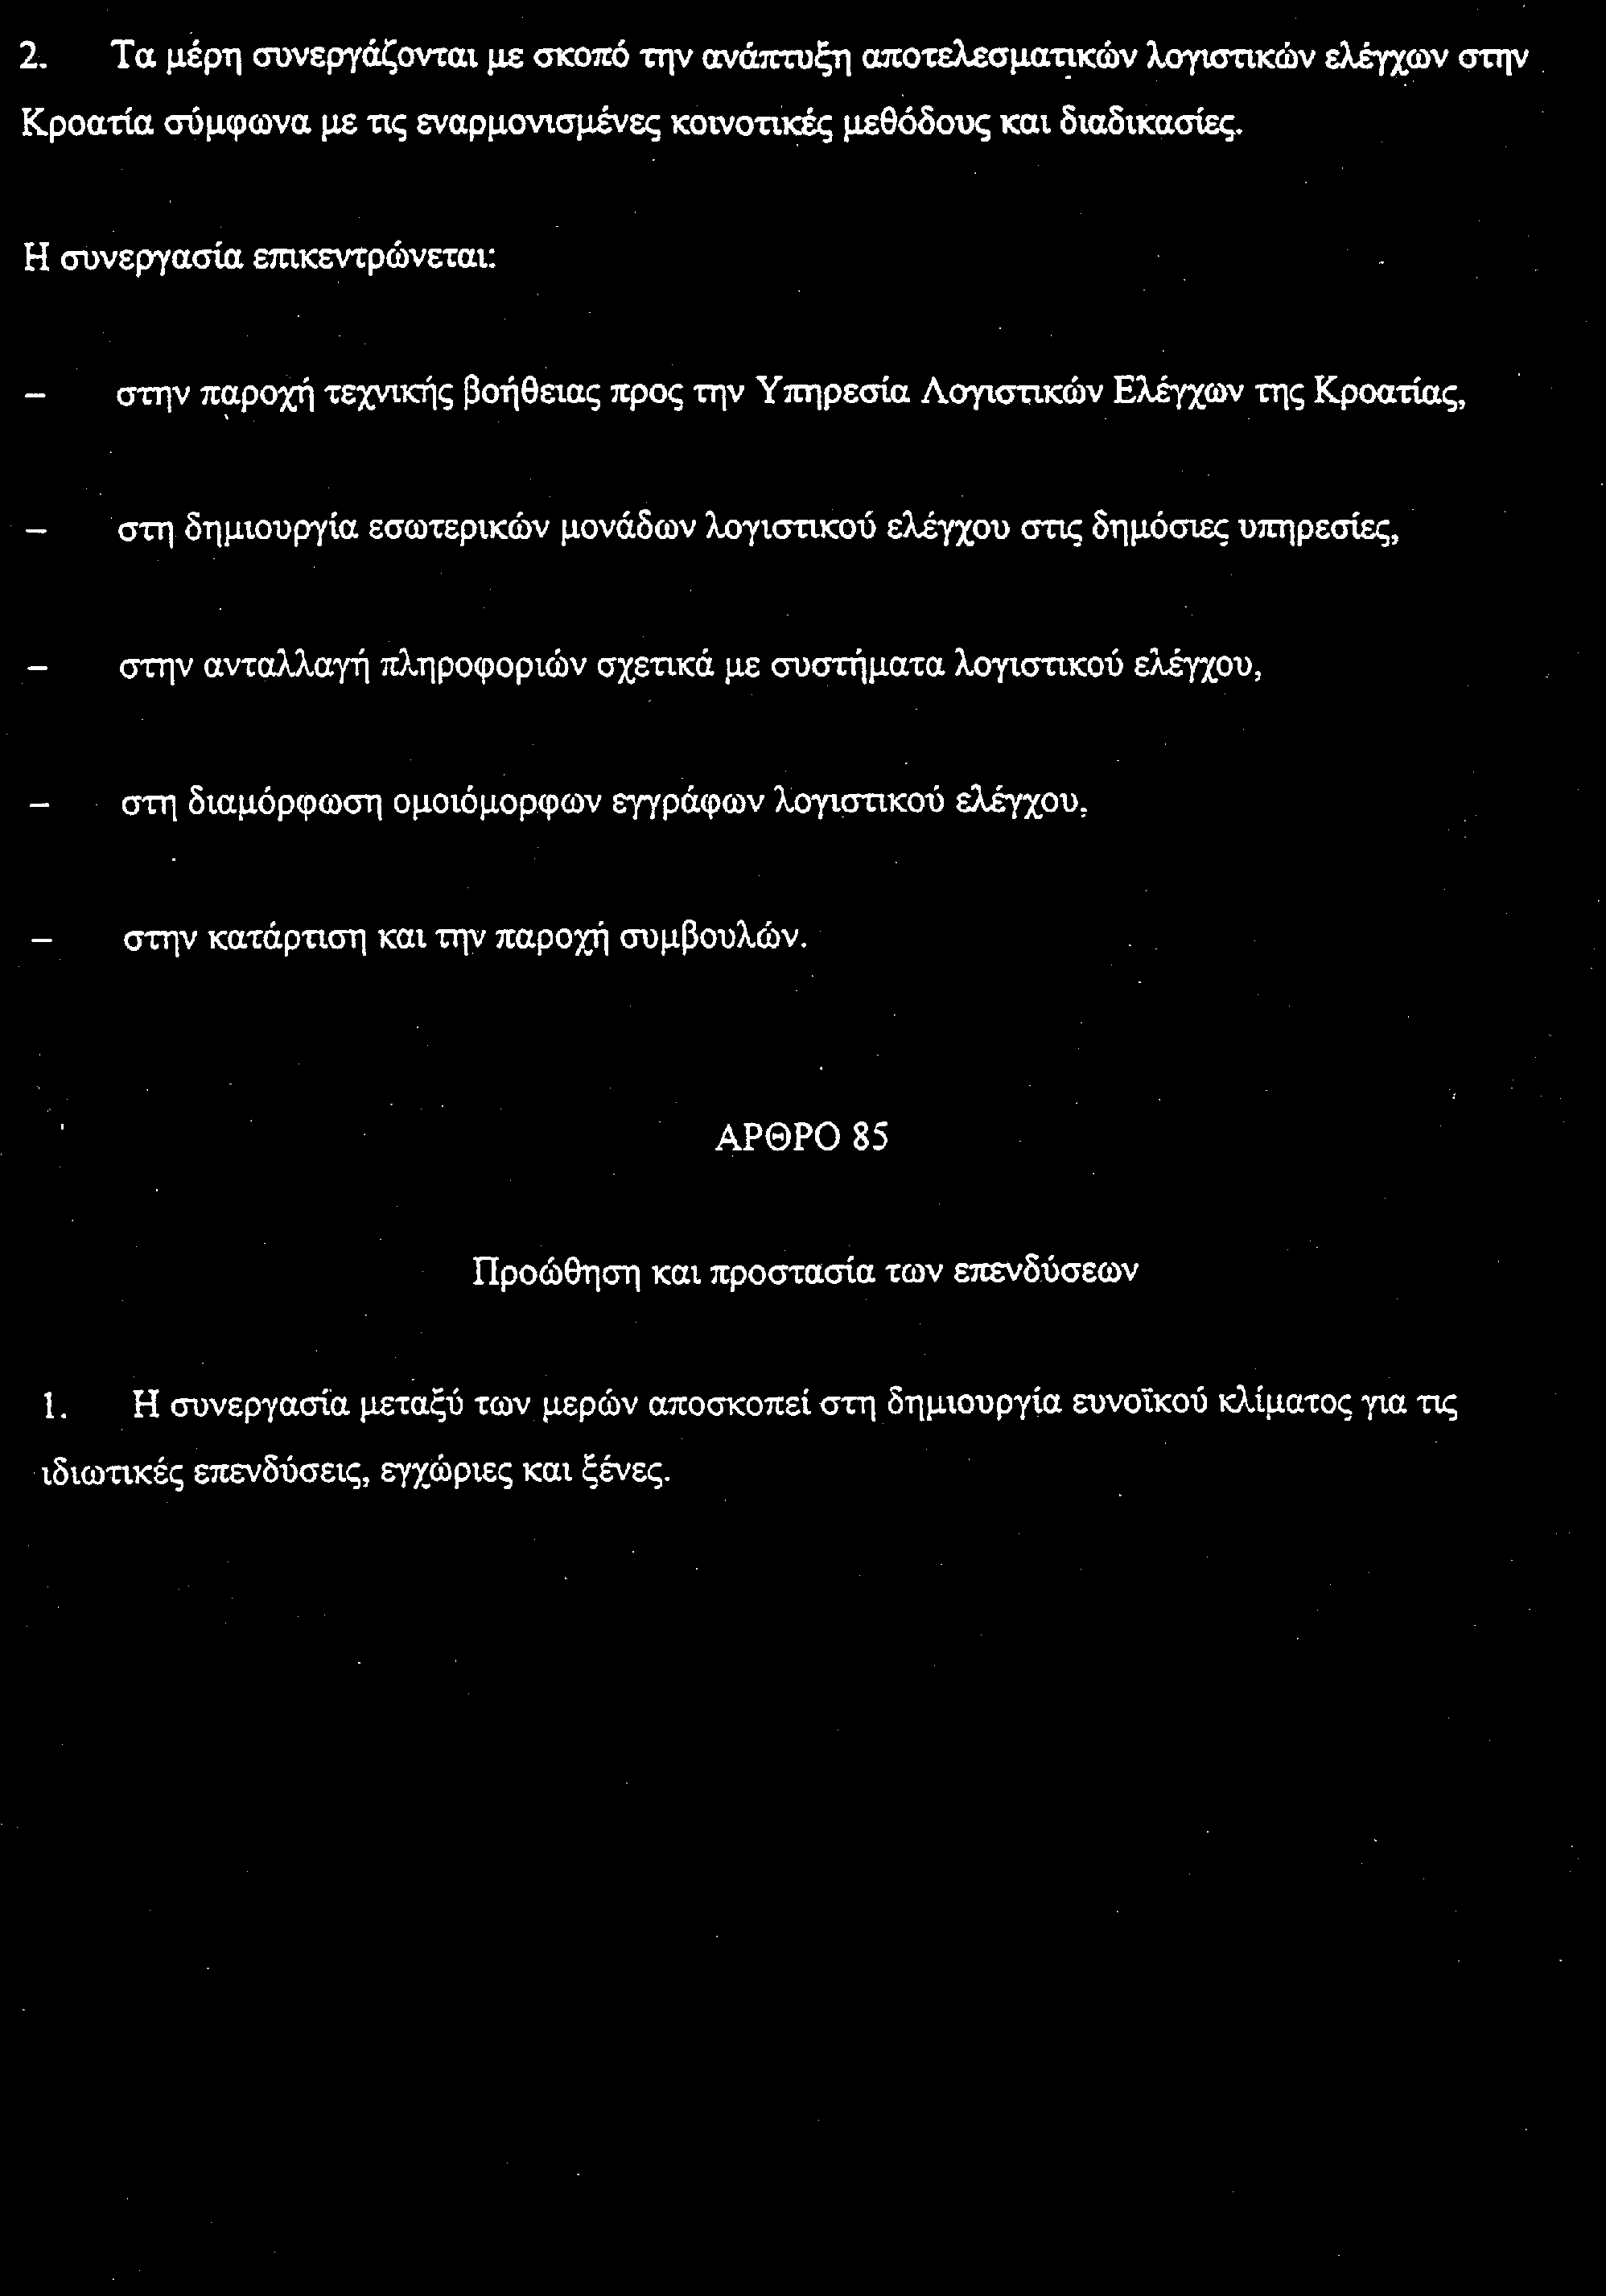 2. Τα μέρη συνεργάζονται με σκοπό την ανάπτυξη αποτελεσματικών λογιστικών ελέγχων στην
Κροατία σύμφωνα με τις εναρμονισμένες κοινοτικές μεθόδους και διαδικασίες.
Η συνεργασία επικεντρώνεται:
– στην παροχή τεχνικής βοήθειας προς την Υπηρεσία Λογιστικών Ελέγχων της Κροατίας,
– στη δημιουργία εσωτερικών μονάδων λογιστικού ελέγχου στις δημόσιες υπηρεσίες,
– στην ανταλλαγή πληροφοριών σχετικά με συστήματα λογιστικού ελέγχου,
– στη διαμόρφωση ομοιόμορφων εγγράφων λογιστικού ελέγχου,
– στην κατάρτιση και την παροχή συμβουλών.
ΑΡΘΡΟ 85
Προώθηση και προστασία των επενδύσεων
1. Η συνεργασία μεταξύ των μερών αποσκοπεί στη δημιουργία ευνοϊκού κλίματος για τις
ιδιωτικές επενδύσεις, εγχώριες και ξένες.